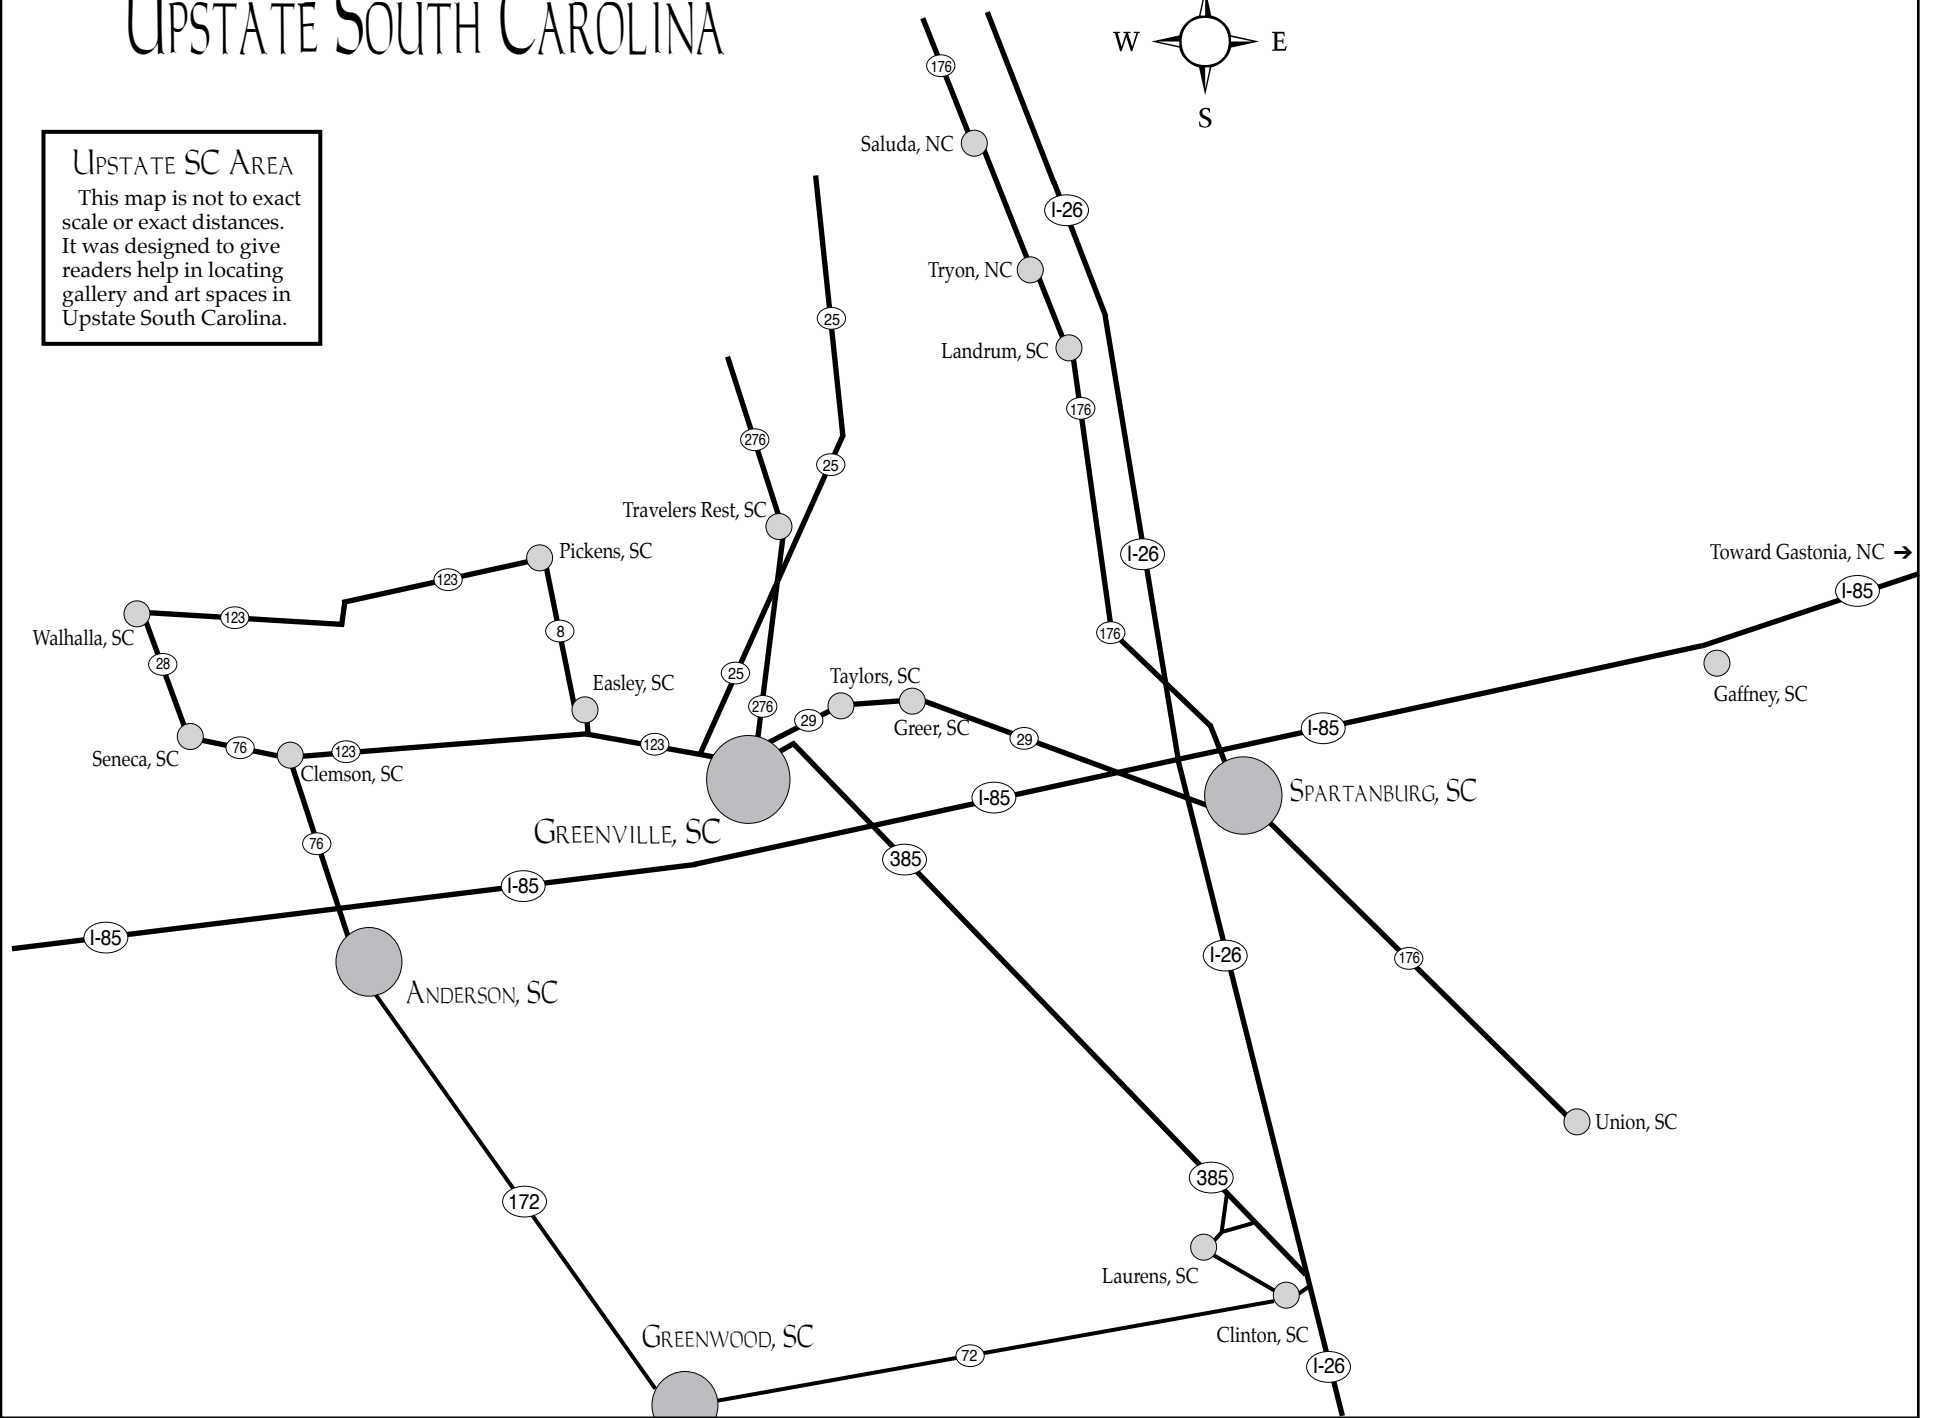 Upstate South Carolina
W E
S
176
Saluda, NC
Upstate SC Area
This map is not to exact
scale or exact distances.
It was designed to give
readers help in locating
gallery and art spaces in
Upstate South Carolina.
I-26
Tryon, NC
25
Landrum, SC
176
276
25
Travelers Rest, SC
Pickens, SC
I-26
Toward Gastonia, NC ➔
123
I-85
123
8
176
Walhalla, SC
28
25
Taylors, SC
Easley, SC
Gaffney, SC
276
29
Greer, SC
29
I-85
Seneca, SC
76
123
123
Clemson, SC
Spartanburg, SC
I-85
Greenville, SC
76
385
I-85
I-85
I-26
176
Anderson, SC
Union, SC
385
172
Laurens, SC
Greenwood, SC
Clinton, SC
72
I-26